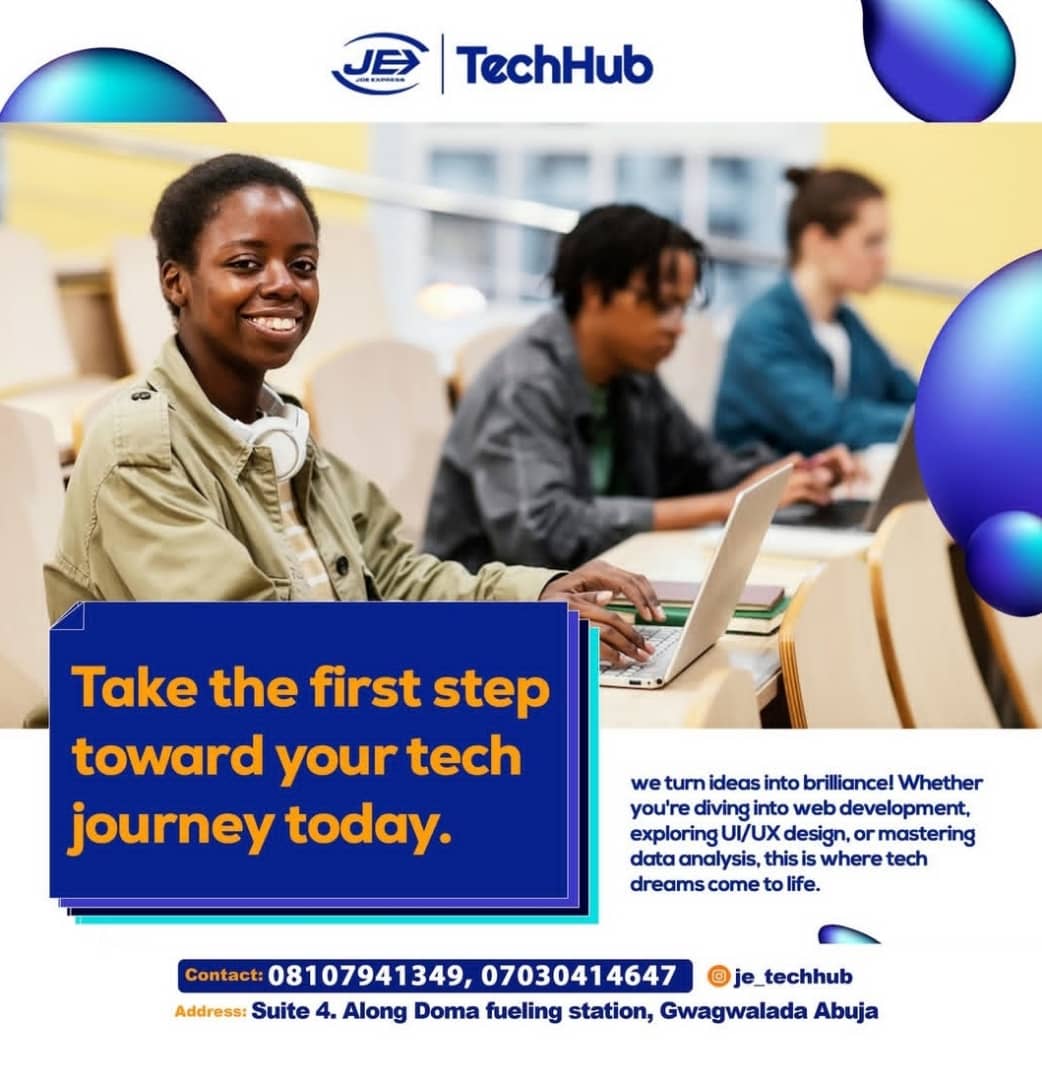 JE
JOE EXPRESS
TechHub
Take the first step
toward your tech
journey today.
we turn ideas into brilliance! Whether
you're diving into web development,
exploring UI/UX design, or mastering
data analysis, this is where tech
dreams come to life.
Contact: 08107941349, 07030414647 je_techhub
Address: Suite 4. Along Doma fueling station, Gwagwalada Abuja